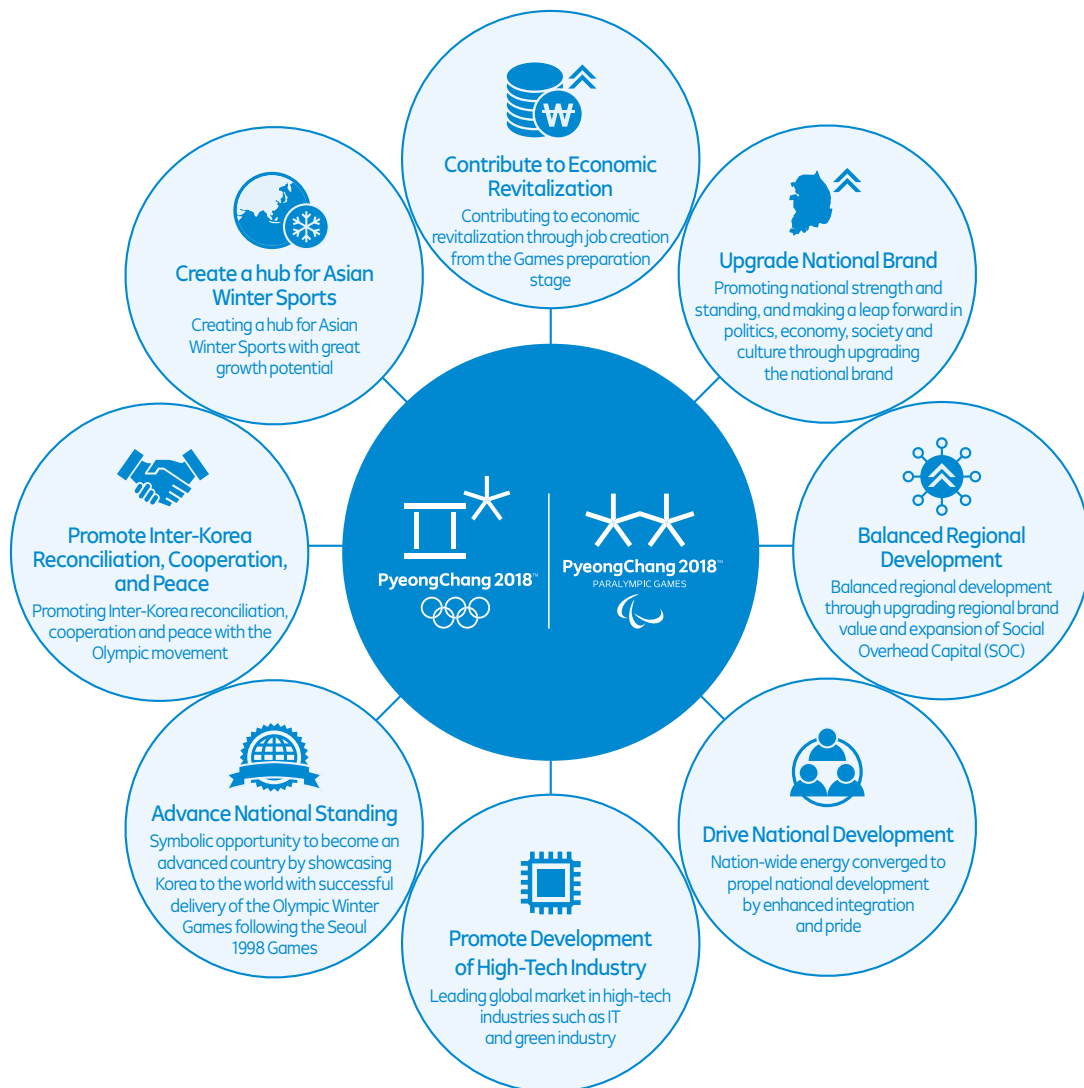 Contribute to Economic
Revitalization
Contributing to economic
revitalization through job creation
from the Games preparation
stage
Upgrade National Brand
Promoting national strength and
standing, and making a leap forward in
politics, economy, society and
culture through upgrading
the national brand
Balanced Regional
Development
Balanced regional development
through upgrading regional brand
value and expansion of Social
Overhead Capital (SOC)
Drive National Development
Nation-wide energy converged to
propel national development
by enhanced integration
and pride
Promote Development
of High-Tech Industry
Leading global market in high-tech
industries such as IT
and green industry
Advance National Standing
Symbolic opportunity to become an
advanced country by showcasing
Korea to the world with successful
delivery of the Olympic Winter
Games following the Seoul
1998 Games
Promote Inter-Korea
Reconciliation, Cooperation,
and Peace
Promoting Inter-Korea reconciliation,
cooperation and peace with the
Olympic movement
Create a hub for Asian
Winter Sports
Creating a hub for Asian
Winter Sports with great
growth potential
PyeongChang 2018™
PyeongChang 2018™
PARALYMPIC GAMES